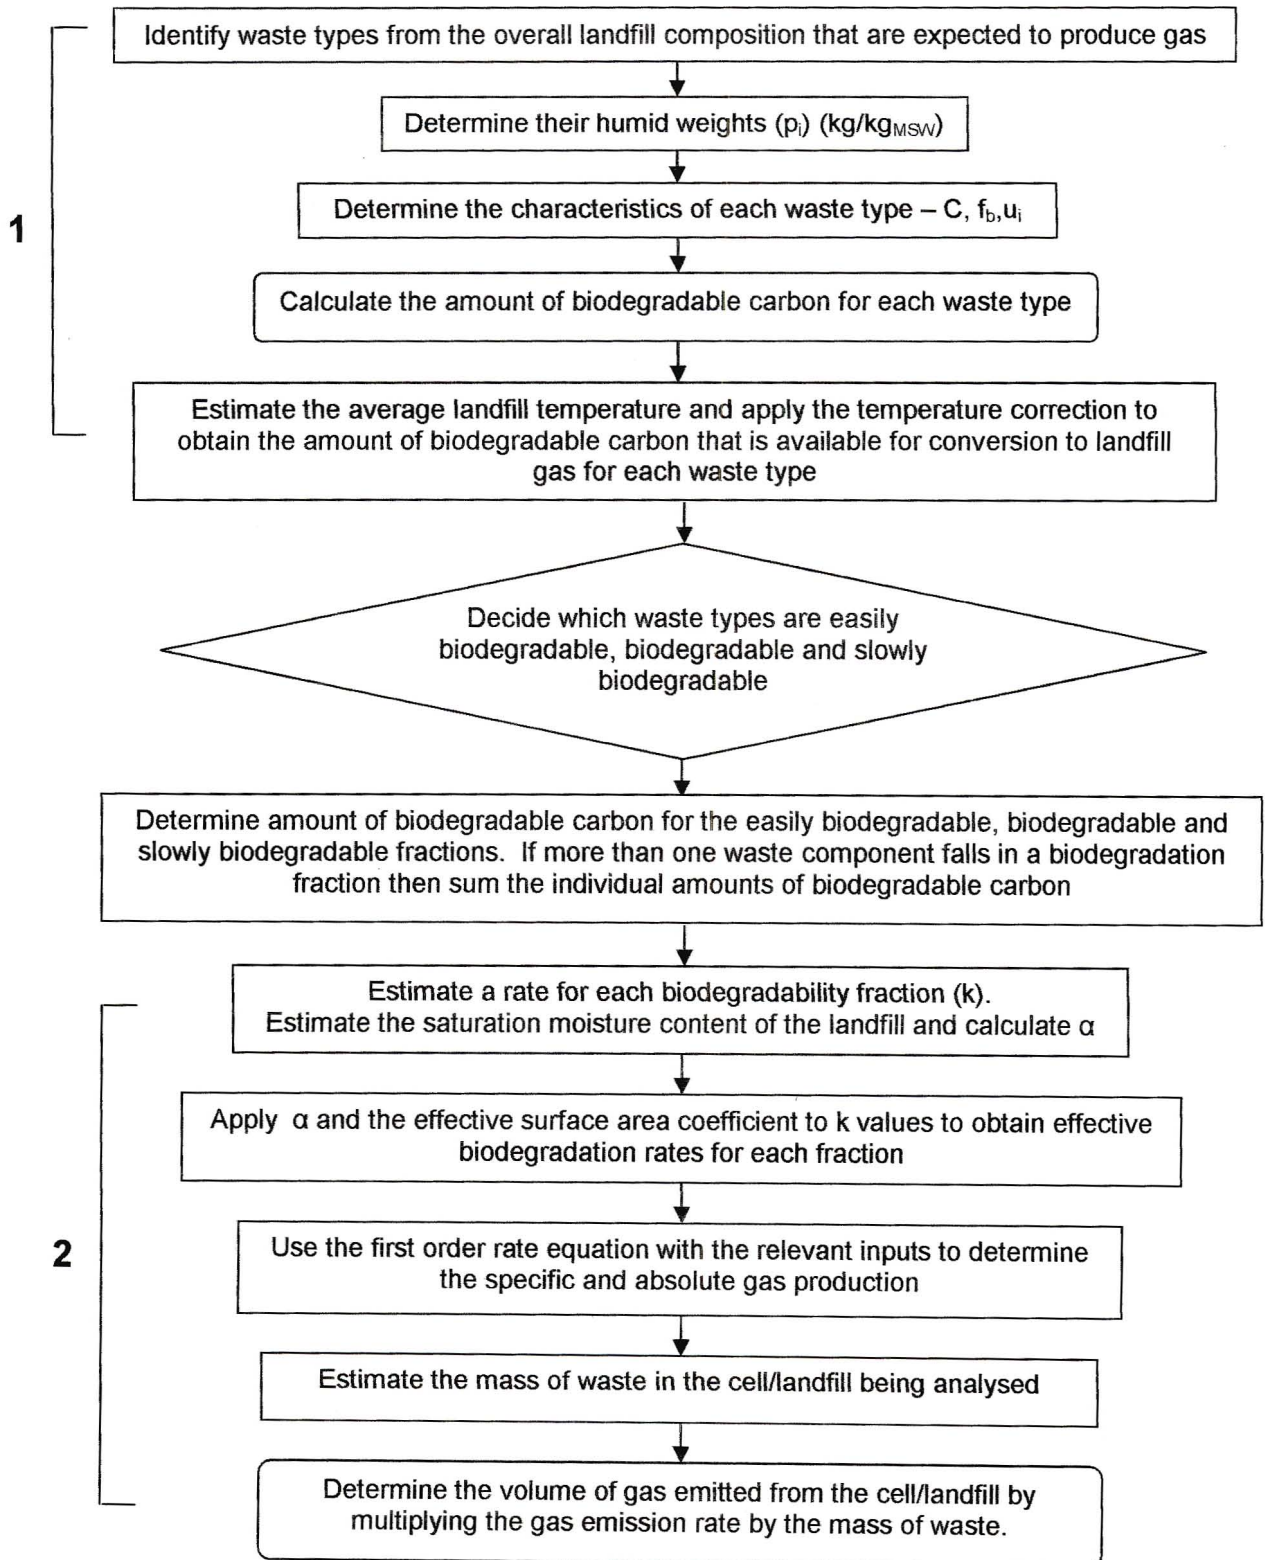 Identify waste types from the overall landfill composition that are expected to produce gas
Determine their humid weights (pᵢ) (kg/kg_MSW)
1
Determine the characteristics of each waste type – C, f_b,uᵢ
Calculate the amount of biodegradable carbon for each waste type
Estimate the average landfill temperature and apply the temperature correction to
obtain the amount of biodegradable carbon that is available for conversion to landfill
gas for each waste type
Decide which waste types are easily
biodegradable, biodegradable and slowly
biodegradable
Determine amount of biodegradable carbon for the easily biodegradable, biodegradable and
slowly biodegradable fractions. If more than one waste component falls in a biodegradation
fraction then sum the individual amounts of biodegradable carbon
Estimate a rate for each biodegradability fraction (k).
Estimate the saturation moisture content of the landfill and calculate α
Apply α and the effective surface area coefficient to k values to obtain effective
biodegradation rates for each fraction
2
Use the first order rate equation with the relevant inputs to determine
the specific and absolute gas production
Estimate the mass of waste in the cell/landfill being analysed
Determine the volume of gas emitted from the cell/landfill by
multiplying the gas emission rate by the mass of waste.